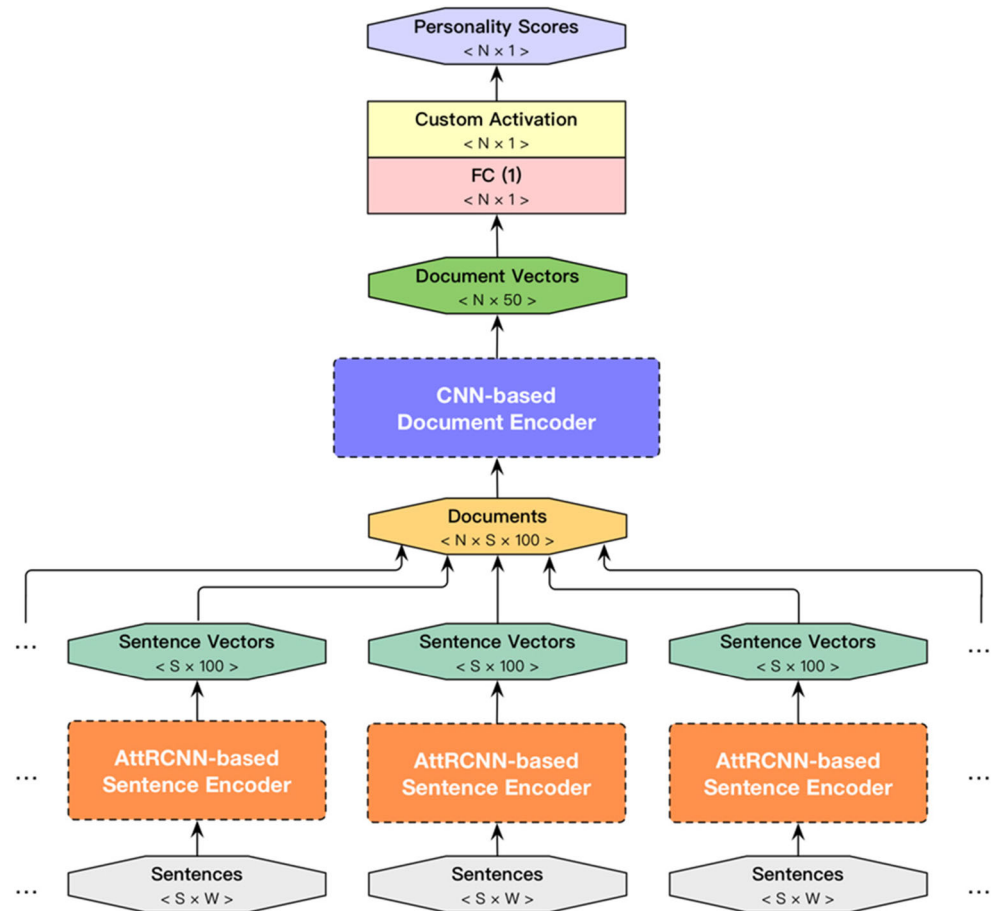 Personality Scores
< N × 1 >
Custom Activation
< N × 1 >
FC (1)
< N × 1 >
Document Vectors
< N × 50 >
CNN-based
Document Encoder
Documents
< N × S × 100 >
...
Sentence Vectors
< S × 100 >
Sentence Vectors
< S × 100 >
Sentence Vectors
< S × 100 >
...
...
AttRCNN-based
Sentence Encoder
AttRCNN-based
Sentence Encoder
AttRCNN-based
Sentence Encoder
...
...
Sentences
< S × W >
Sentences
< S × W >
Sentences
< S × W >
...